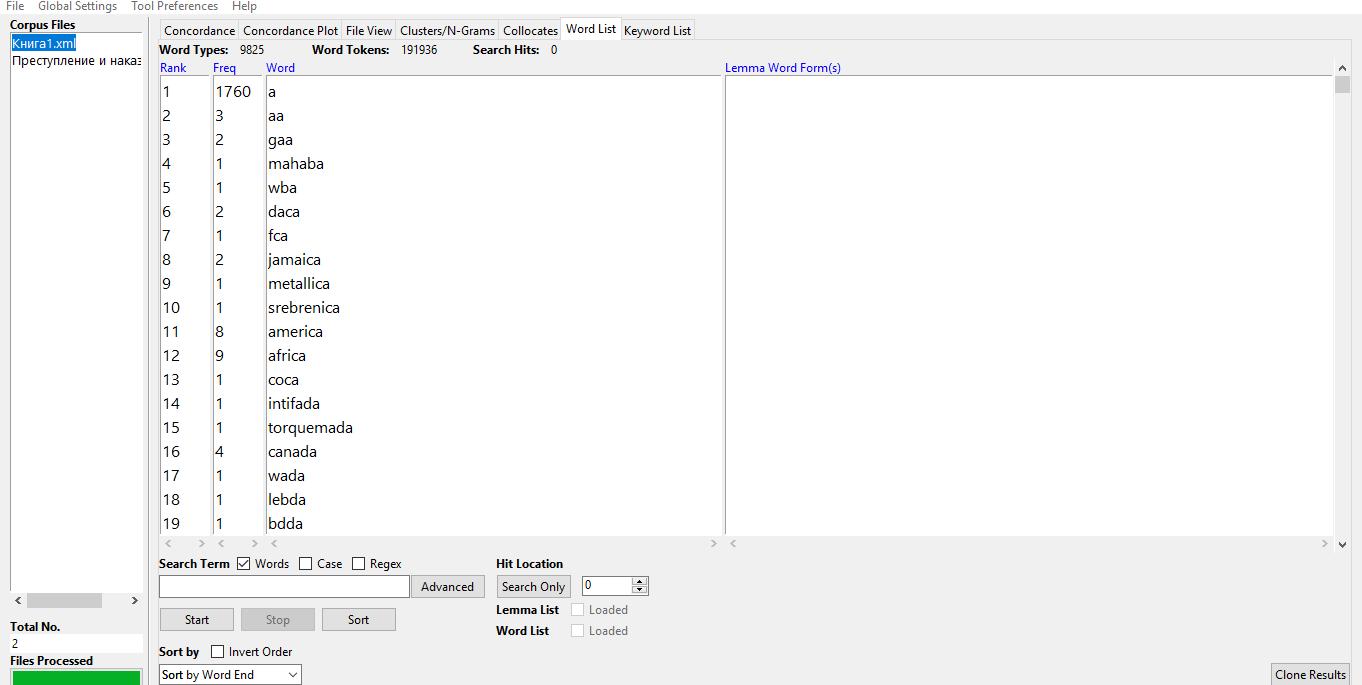 File Global Settings Tool Preferences Help
Corpus Files
Книга1.xml
Преступление и наказ
Concordance Concordance Plot File View Clusters/N-Grams Collocates Word List Keyword List
Word Types: 9825 Word Tokens: 191936 Search Hits: 0
Rank Freq Word Lemma Word Form(s)
1 1760 a
2 3 aa
3 2 gaa
4 1 mahaba
5 1 wba
6 2 daca
7 1 fca
8 2 jamaica
9 1 metallica
10 1 srebrenica
11 8 america
12 9 africa
13 1 coca
14 1 intifada
15 1 torquemada
16 4 canada
17 1 wada
18 1 lebda
19 1 bdda
Search Term Words Case Regex Hit Location
Advanced Search Only 0
Lemma List Loaded
Start Stop Sort
Word List Loaded
Total No.
2
Files Processed
Sort by Invert Order
Sort by Word End
Clone Results